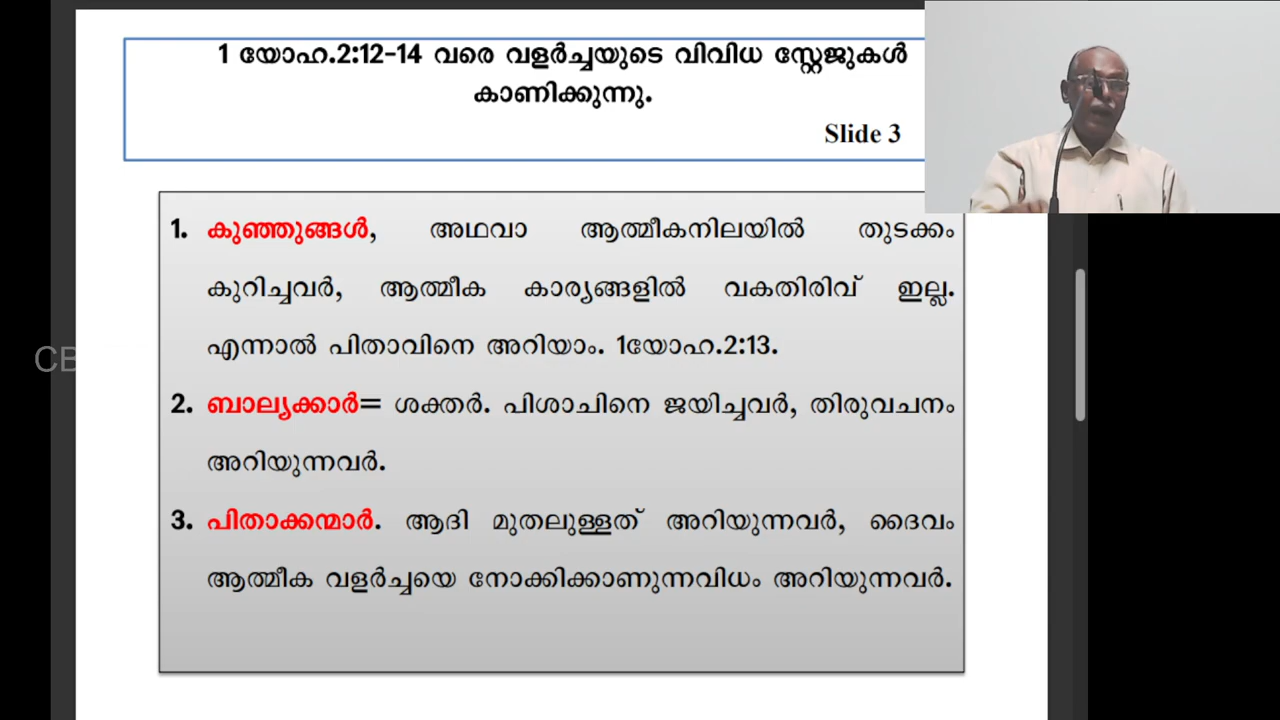 1 യോഹ.2:12-14 വരെ വളർച്ചയുടെ വിവിധ സ്റ്റേജുകൾ
കാണിക്കുന്നു.
Slide 3
1. കുഞ്ഞുങ്ങൾ, അഥവാ ആത്മീകനിലയിൽ തുടക്കം
കുറിച്ചവർ, ആത്മീക കാര്യങ്ങളിൽ വകതിരിവ് ഇല്ല.
എന്നാൽ പിതാവിനെ അറിയാം. 1യോഹ.2:13.
CB
2. ബാല്യക്കാർ= ശക്തർ. പിശാചിനെ ജയിച്ചവർ, തിരുവചനം
അറിയുന്നവർ.
3. പിതാക്കന്മാർ. ആദി മുതലുള്ളത് അറിയുന്നവർ, ദൈവം
ആത്മീക വളർച്ചയെ നോക്കിക്കാണുന്നവിധം അറിയുന്നവർ.